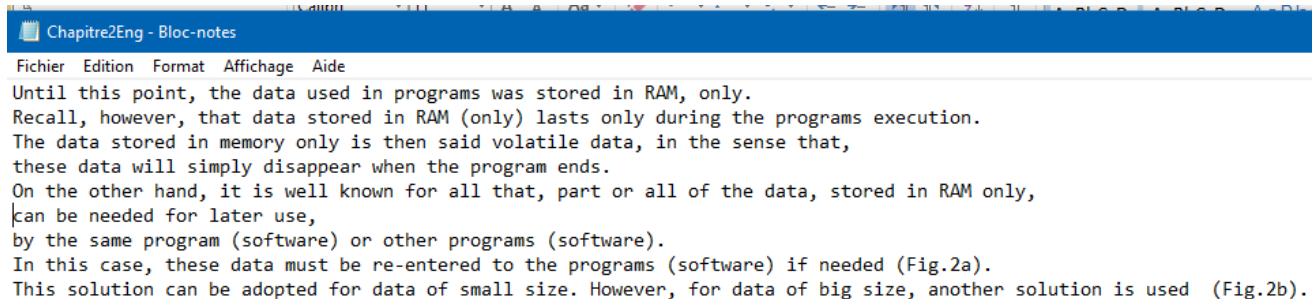 Chapitre2Eng - Bloc-notes
Fichier Edition Format Affichage Aide
Until this point, the data used in programs was stored in RAM, only.
Recall, however, that data stored in RAM (only) lasts only during the programs execution.
The data stored in memory only is then said volatile data, in the sense that,
these data will simply disappear when the program ends.
On the other hand, it is well known for all that, part or all of the data, stored in RAM only,
can be needed for later use,
by the same program (software) or other programs (software).
In this case, these data must be re-entered to the programs (software) if needed (Fig.2a).
This solution can be adopted for data of small size. However, for data of big size, another solution is used  (Fig.2b).